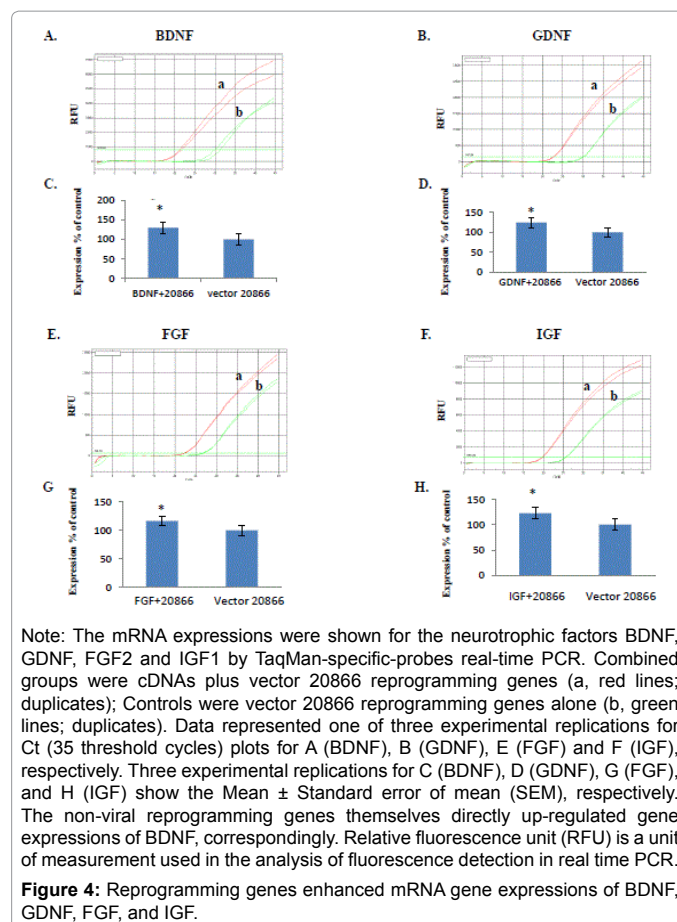 A.
BDNF
B.
GDNF
RFU
a
b
RFU
a
b
C.
Expression % of control
200
150
100
50
0
*
BDNF+20866
vector 20866
D.
Expression % of control
150
100
50
0
*
GDNF+20866
Vector 20866
E.
FGF
F.
IGF
a
b
RFU
a
b
G
Expression % of control
150
100
50
0
*
FGF+20866
Vector 20866
H.
Expression % of control
150
100
50
0
*
IGF+20866
Vector 20866
Note: The mRNA expressions were shown for the neurotrophic factors BDNF,
GDNF, FGF2 and IGF1 by TaqMan-specific-probes real-time PCR. Combined
groups were cDNAs plus vector 20866 reprogramming genes (a, red lines;
duplicates); Controls were vector 20866 reprogramming genes alone (b, green
lines; duplicates). Data represented one of three experimental replications for
Ct (35 threshold cycles) plots for A (BDNF), B (GDNF), E (FGF) and F (IGF),
respectively. Three experimental replications for C (BDNF), D (GDNF), G (FGF),
and H (IGF) show the Mean ± Standard error of mean (SEM), respectively.
The non-viral reprogramming genes themselves directly up-regulated gene
expressions of BDNF, correspondingly. Relative fluorescence unit (RFU) is a unit
of measurement used in the analysis of fluorescence detection in real time PCR.
Figure 4: Reprogramming genes enhanced mRNA gene expressions of BDNF,
GDNF, FGF, and IGF.